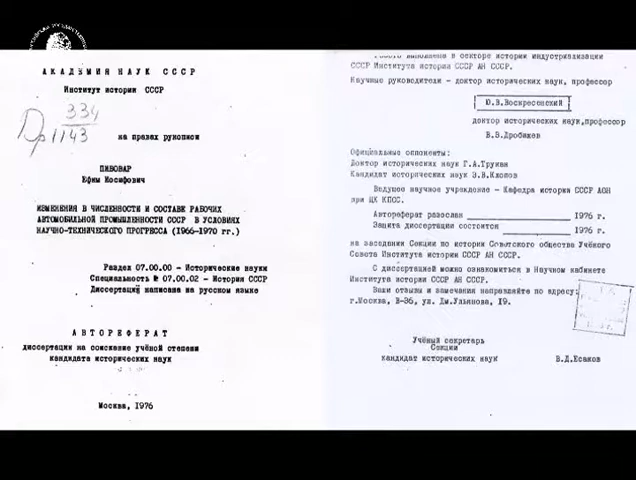 АКАДЕМИЯ НАУК СССР
Институт истории СССР
334
Др 1143
на правах рукописи
ПИВОВАР
Ефим Иосифович
ИЗМЕНЕНИЯ В ЧИСЛЕННОСТИ И СОСТАВЕ РАБОЧИХ
АВТОМОБИЛЬНОЙ ПРОМЫШЛЕННОСТИ СССР В УСЛОВИЯХ
НАУЧНО-ТЕХНИЧЕСКОГО ПРОГРЕССА (1966-1970 гг.)
Раздел 07.00.00 - Исторические науки
Специальность № 07.00.02 - История СССР
Диссертация написана на русском языке
АВТОРЕФЕРАТ
диссертации на соискание учёной степени
кандидата исторических наук
Москва, 1976
выполнена в секторе истории индустриализации
СССР Института истории СССР АН СССР.
Научные руководители - доктор исторических наук, профессор
Ю.В.Воскресенский
доктор исторических наук, профессор
В.З.Дробижев
Официальные оппоненты:
Доктор исторических наук Г.А.Трукан
Кандидат исторических наук Э.В.Клопов
Ведущее научное учреждение - Кафедра истории СССР АОН
при ЦК КПСС.
Автореферат разослан 1976 г.
Защита диссертации состоится 1976 г.
на заседании Секции по истории Советского общества Учёного
Совета Института истории СССР АН СССР.
С диссертацией можно ознакомиться в Научном кабинете
Института истории СССР АН СССР.
Ваши отзывы и замечания направляйте по адресу:
г.Москва, В-36, ул. Дм.Ульянова, 19.
Учёный секретарь
Секции
кандидат исторических наук В.Д.Есаков